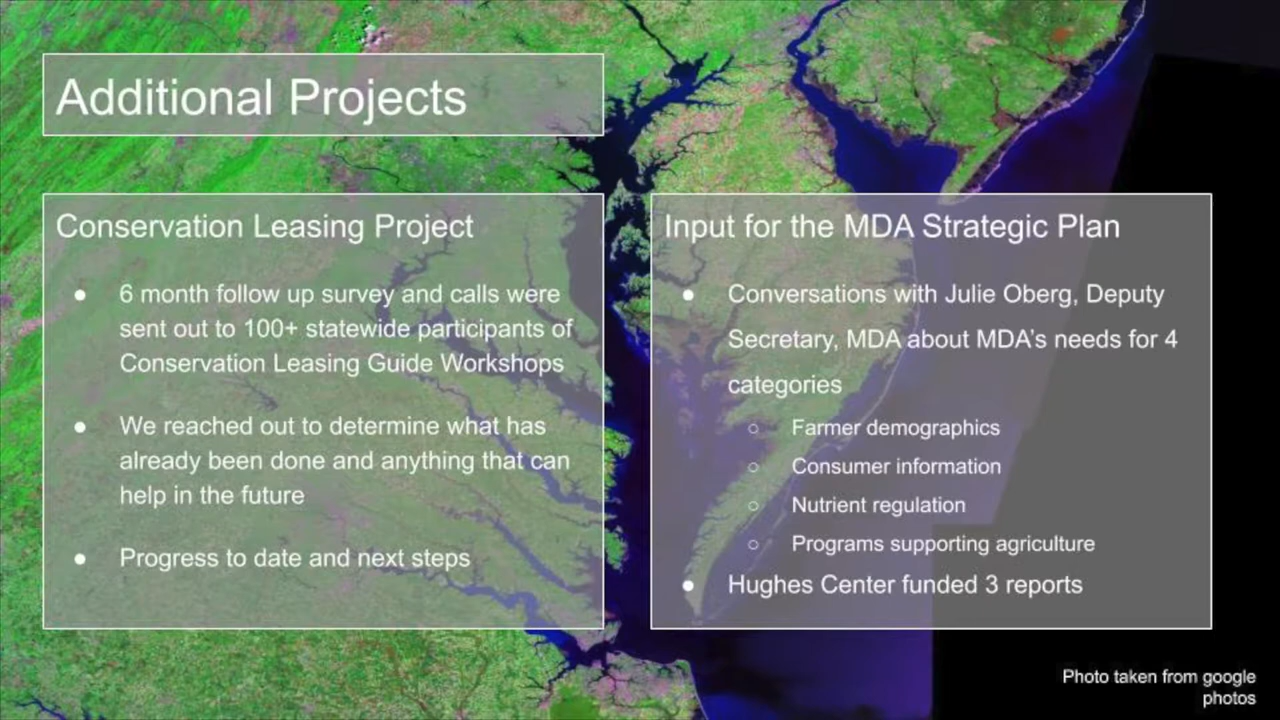 Additional Projects
Conservation Leasing Project
● 6 month follow up survey and calls were
sent out to 100+ statewide participants of
Conservation Leasing Guide Workshops
● We reached out to determine what has
already been done and anything that can
help in the future
● Progress to date and next steps
Input for the MDA Strategic Plan
● Conversations with Julie Oberg, Deputy
Secretary, MDA about MDA's needs for 4
categories
○ Farmer demographics
○ Consumer information
○ Nutrient regulation
○ Programs supporting agriculture
● Hughes Center funded 3 reports
Photo taken from google
photos